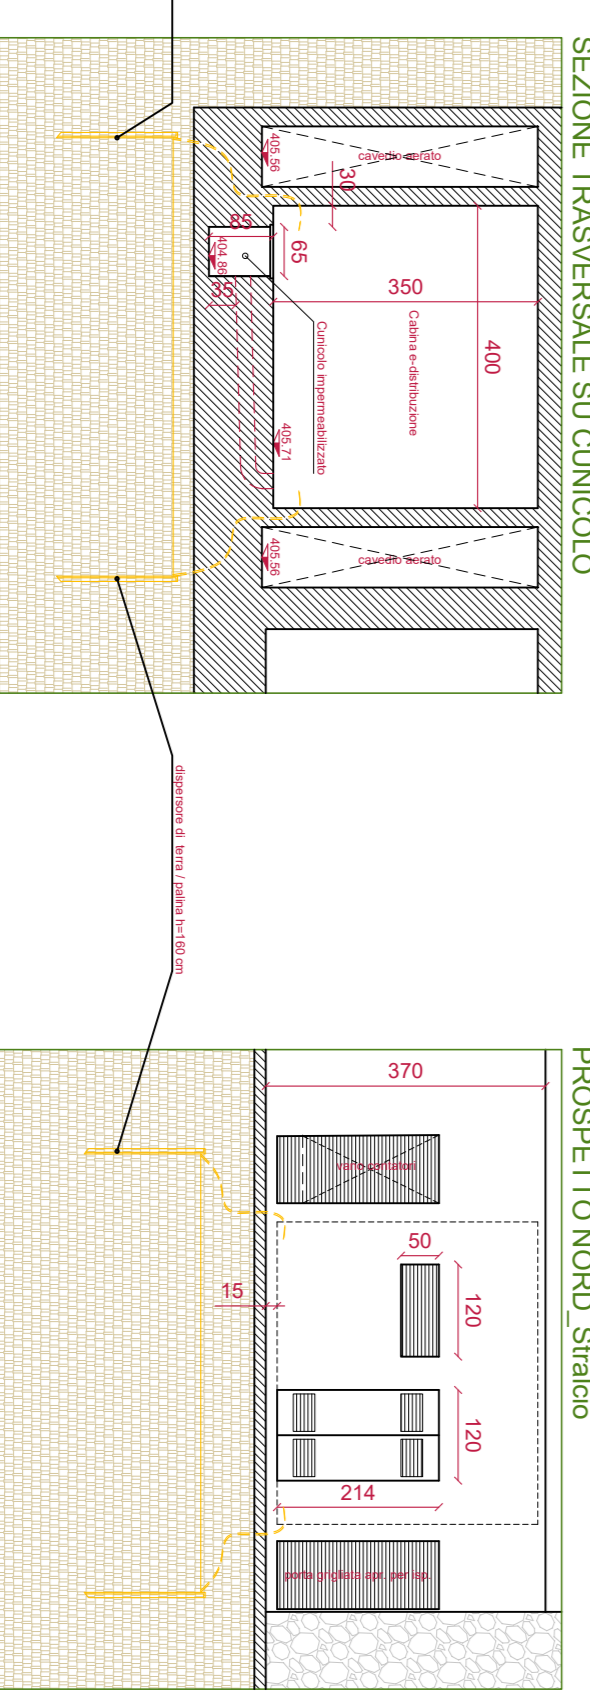 SEZIONE TRASVERSALE SU CUNICOLO
cavedio aerato
405.56
30
85
65
404.86
35
350
400
Cabina e-distribuzione
Cunicolo impermeabilizzato
405.71
cavedio aerato
405.56
dispersore di terra / palina h=160 cm
PROSPETTO NORD_Stralcio
370
vano contatori
50
120
15
120
214
porta grigliata apr. per isp.